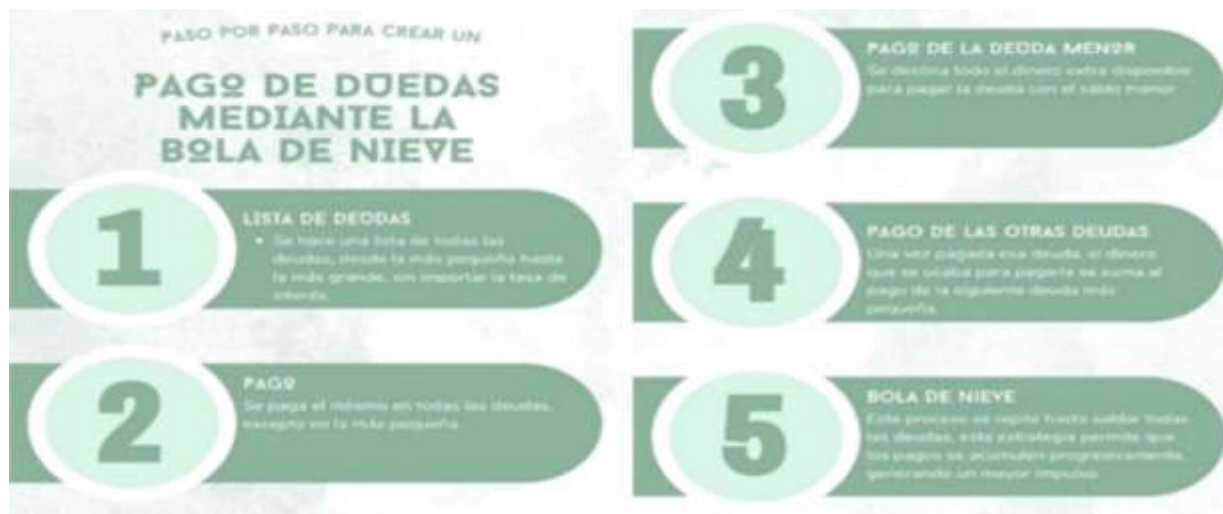 PASO POR PASO PARA CREAR UN
PAGO DE DUEDAS
MEDIANTE LA
BOLA DE NIEVE
1
LISTA DE DEUDAS
• Se hace una lista de todas las
deudas, desde la más pequeña hasta
la más grande, sin importar la tasa de
interés.
2
PAGO
Se paga el mínimo en todas las deudas,
excepto en la más pequeña.
3
PAGO DE LA DEUDA MENOR
Se destina todo el dinero extra disponible
para pagar la deuda con el saldo menor
4
PAGO DE LAS OTRAS DEUDAS
Una vez pagada esa deuda, el dinero
que se usaba para pagarla se suma al
pago de la siguiente deuda más
pequeña.
5
BOLA DE NIEVE
Este proceso se repite hasta saldar todas
las deudas, esta estrategia permite que
los pagos se acumulen progresivamente,
generando un mayor impulso